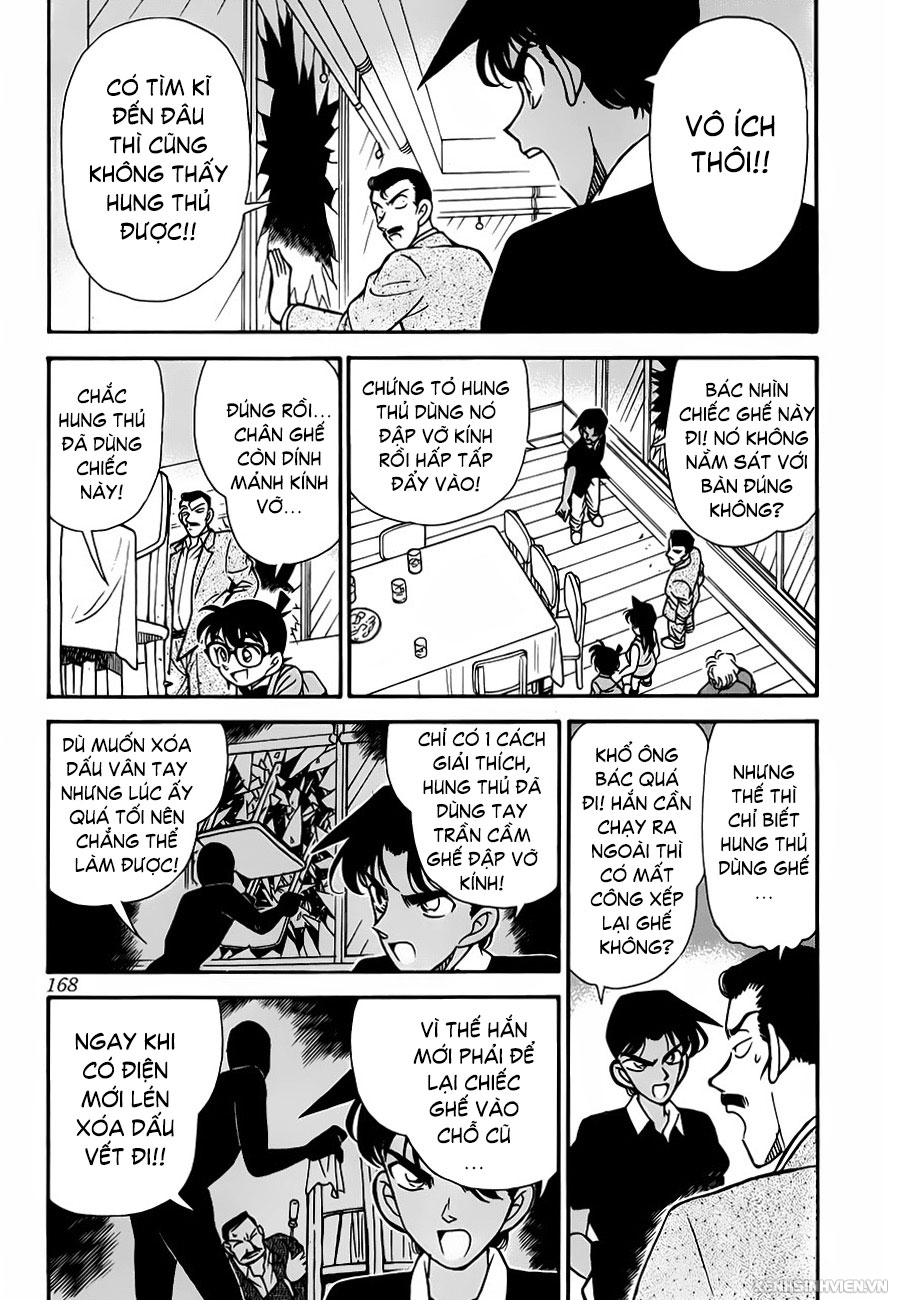 VÔ ÍCH
THÔI!!
CÓ TÌM KĨ
ĐẾN ĐÂU
THÌ CŨNG
KHÔNG THẤY
HUNG THỦ
ĐƯỢC!!
BÁC NHÌN
CHIẾC GHẾ NÀY
ĐI! NÓ KHÔNG
NẰM SÁT VỚI
BÀN ĐÚNG
KHÔNG?
CHỨNG TỎ HUNG
THỦ DÙNG NÓ
ĐẬP VỠ KÍNH
RỒI HẤP TẤP
ĐẨY VÀO!
ĐÚNG RỒI...
CHÂN GHẾ
CÒN DÍNH
MẢNH KÍNH
VỠ...
CHẮC
HUNG THỦ
ĐÃ DÙNG
CHIẾC
NÀY!
NHƯNG
THẾ THÌ
CHỈ BIẾT
HUNG THỦ
DÙNG GHẾ
...
KHỔ ÔNG
BÁC QUÁ
ĐI! HẮN CẦN
CHẠY RA
NGOÀI THÌ
CÓ MẤT
CÔNG XẾP
LẠI GHẾ
KHÔNG?
CHỈ CÓ 1 CÁCH
GIẢI THÍCH,
HUNG THỦ ĐÃ
DÙNG TAY
TRẦN CẦM
GHẾ ĐẬP VỠ
KÍNH!
DÙ MUỐN XÓA
DẤU VÂN TAY
NHƯNG LÚC ẤY
QUÁ TỐI NÊN
CHẲNG THỂ
LÀM ĐƯỢC!
168
VÌ THẾ HẮN
MỚI PHẢI ĐỂ
LẠI CHIẾC
GHẾ VÀO
CHỖ CŨ
...
NGAY KHI
CÓ ĐIỆN
MỚI LÉN
XÓA DẤU
VẾT ĐI!!
KENHSINHVIEN.VN